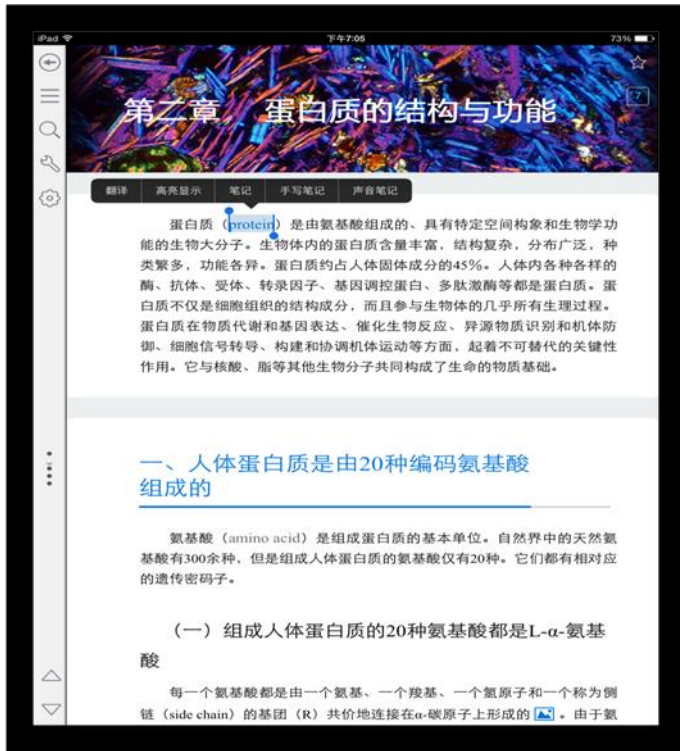 iPad 下午7:05 73%
第二章 蛋白质的结构与功能
7
翻译 高亮显示 笔记 手写笔记 声音笔记
蛋白质（protein）是由氨基酸组成的、具有特定空间构象和生物学功
能的生物大分子。生物体内的蛋白质含量丰富，结构复杂，分布广泛，种
类繁多，功能各异。蛋白质约占人体固体成分的45%。人体内各种各样的
酶、抗体、受体、转录因子、基因调控蛋白、多肽激酶等都是蛋白质。蛋
白质不仅是细胞组织的结构成分，而且参与生物体的几乎所有生理过程。
蛋白质在物质代谢和基因表达、催化生物反应、异源物质识别和机体防
御、细胞信号转导、构建和协调机体运动等方面，起着不可替代的关键性
作用。它与核酸、脂等其他生物分子共同构成了生命的物质基础。
一、人体蛋白质是由20种编码氨基酸
组成的
氨基酸（amino acid）是组成蛋白质的基本单位。自然界中的天然氨
基酸有300余种，但是组成人体蛋白质的氨基酸仅有20种。它们都有相对应
的遗传密码子。
（一）组成人体蛋白质的20种氨基酸都是L-α-氨基
酸
每一个氨基酸都是由一个氨基、一个羧基、一个氢原子和一个称为侧
链（side chain）的基团（R）共价地连接在α-碳原子上形成的。由于氨